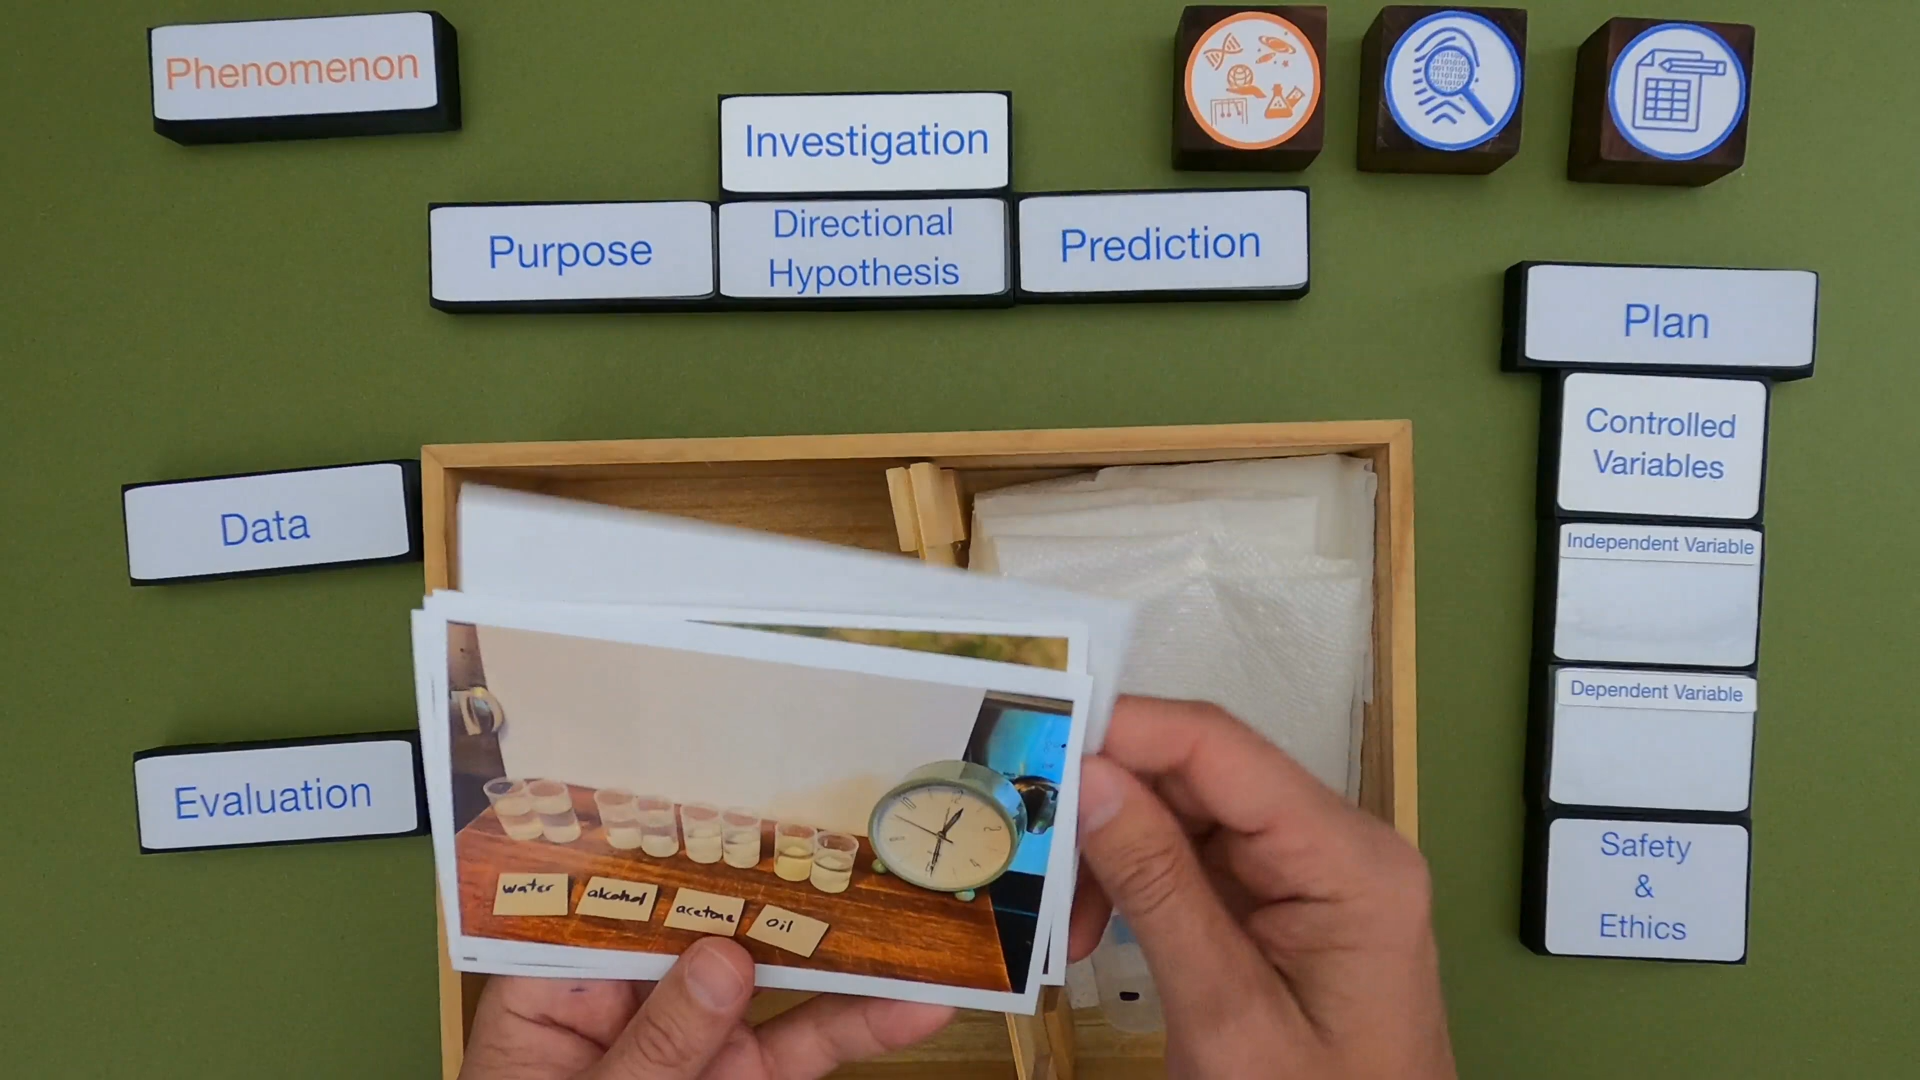 Phenomenon
Investigation
Purpose
Directional
Hypothesis
Prediction
Plan
Controlled
Variables
Independent Variable
Dependent Variable
Safety
&
Ethics
Data
Evaluation
water
alcohol
acetone
oil